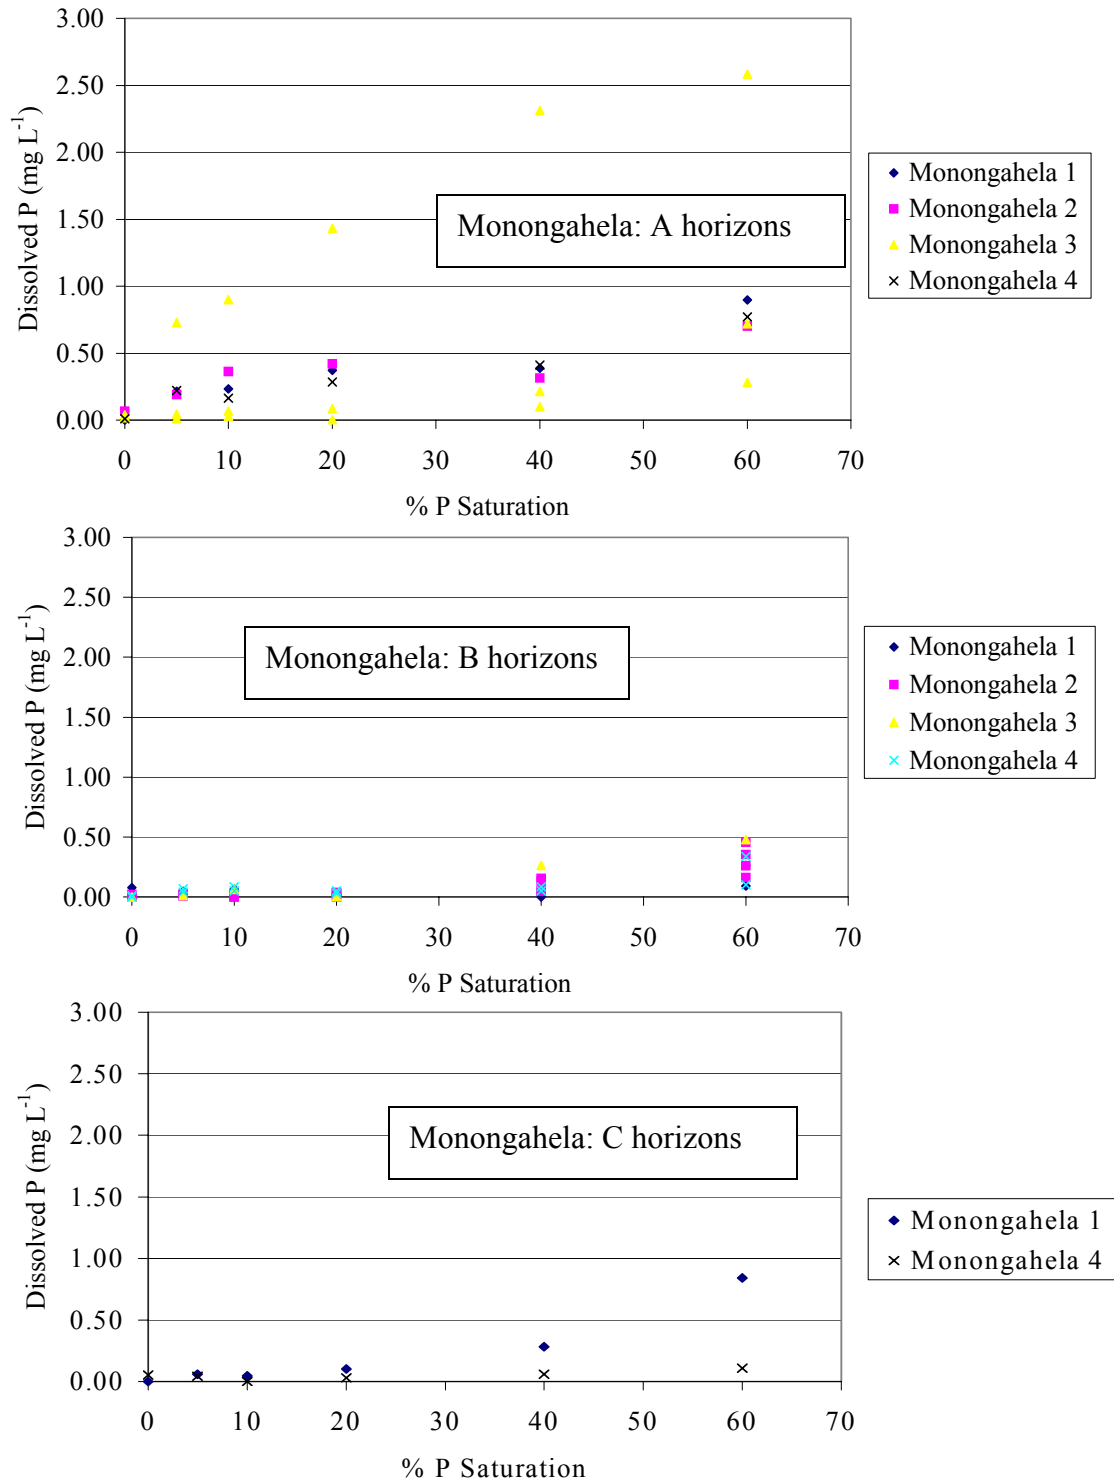 3.00
2.50
2.00
1.50
1.00
0.50
0.00
Dissolved P (mg L-1)
Monongahela: A horizons
Monongahela 1
Monongahela 2
Monongahela 3
Monongahela 4
0 10 20 30 40 50 60 70
% P Saturation
3.00
2.50
2.00
1.50
1.00
0.50
0.00
Dissolved P (mg L-1)
Monongahela: B horizons
Monongahela 1
Monongahela 2
Monongahela 3
Monongahela 4
0 10 20 30 40 50 60 70
% P Saturation
3.00
2.50
2.00
1.50
1.00
0.50
0.00
Dissolved P (mg L-1)
Monongahela: C horizons
Monongahela 1
Monongahela 4
0 10 20 30 40 50 60 70
% P Saturation